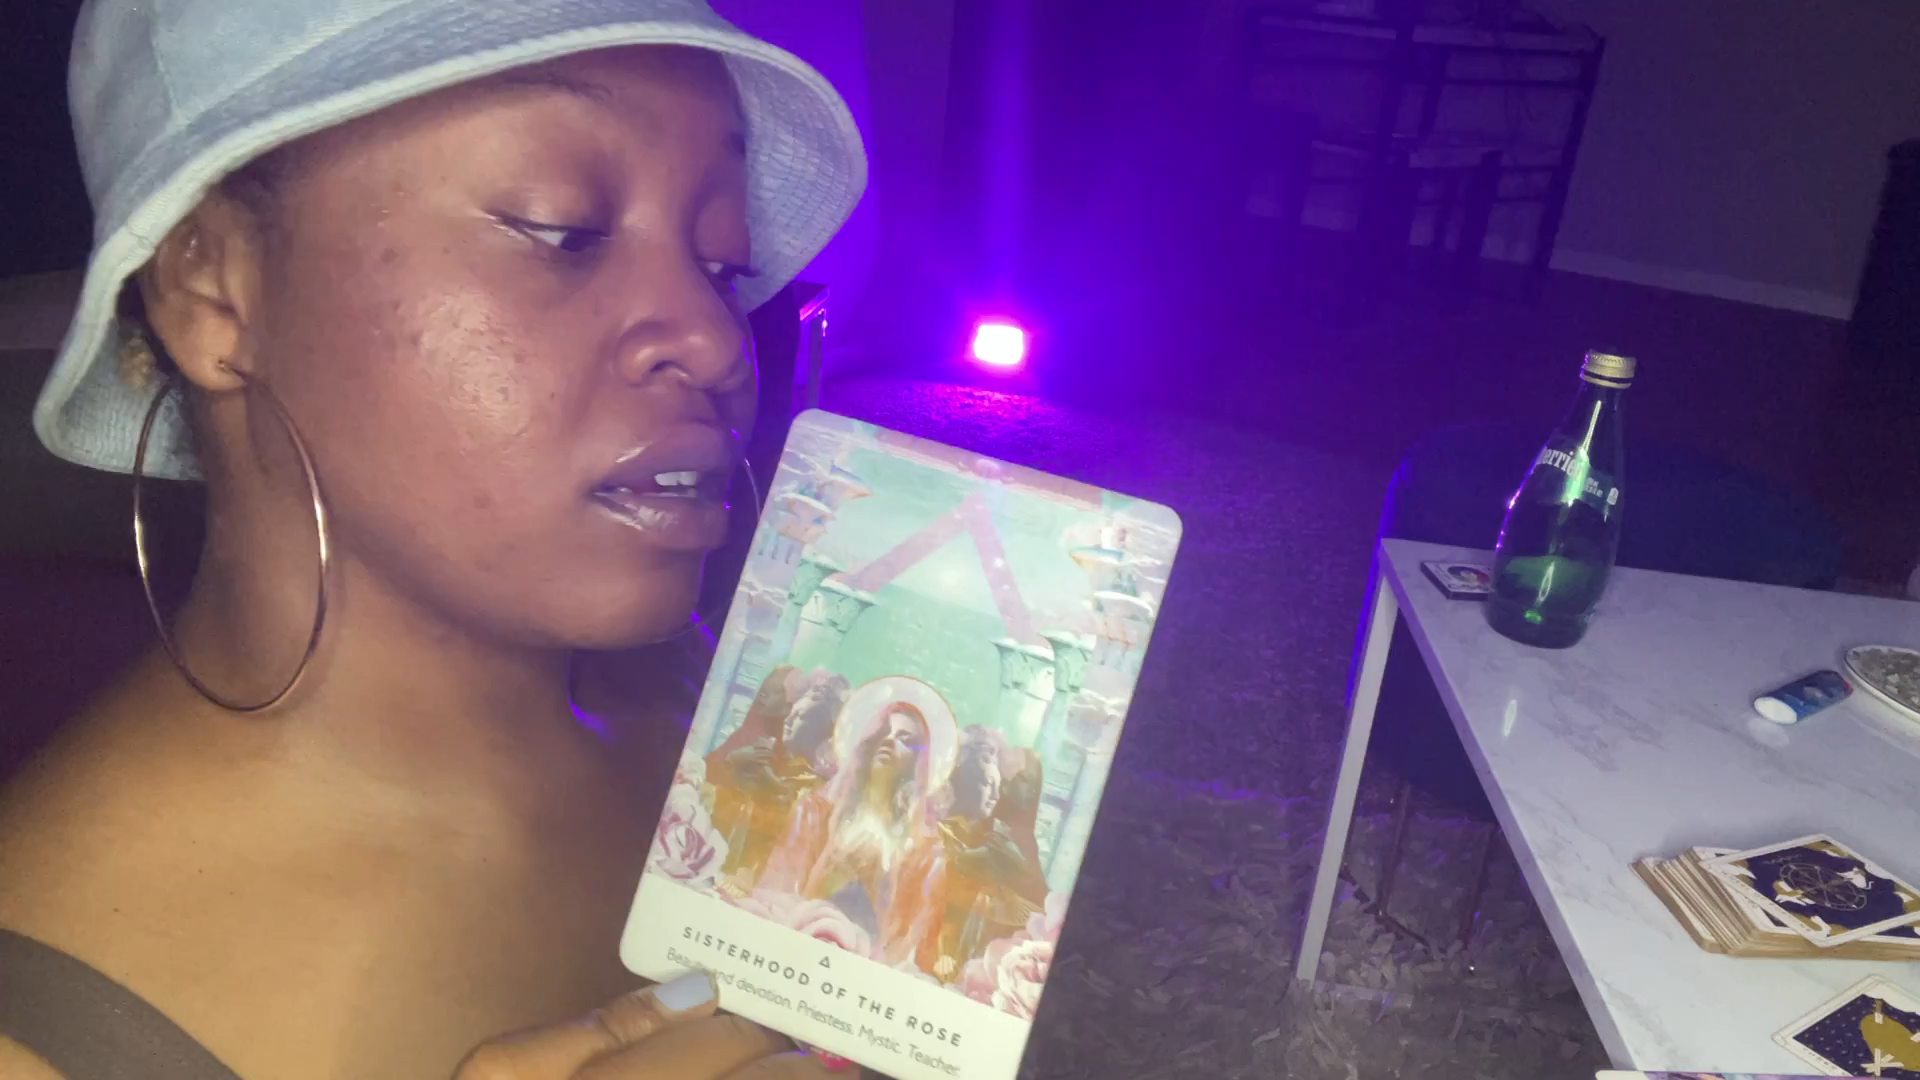 SISTERHOOD OF THE ROSE
and devotion. Priestess. Mystic. Teacher.